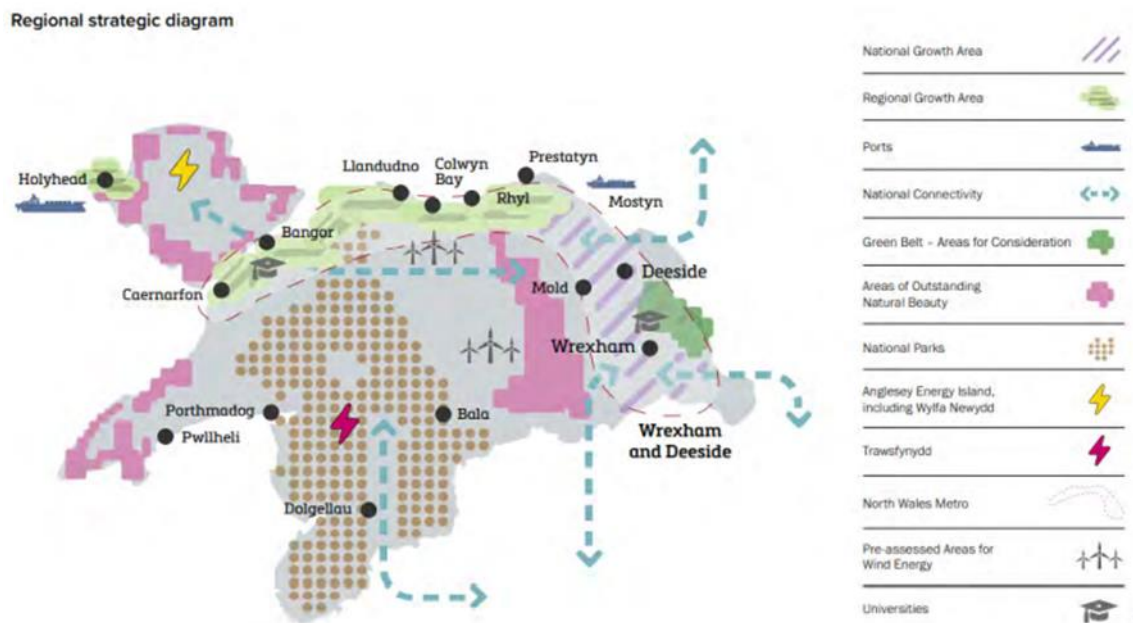 Regional strategic diagram
Holyhead
Llandudno
Colwyn
Bay
Prestatyn
Rhyl
Mostyn
Bangor
Caernarfon
Mold
Deeside
Wrexham
Porthmadog
Pwllheli
Bala
Wrexham
and Deeside
Dolgellau
National Growth Area
Regional Growth Area
Ports
National Connectivity
Green Belt – Areas for Consideration
Areas of Outstanding
Natural Beauty
National Parks
Anglesey Energy Island,
including Wylfa Newydd
Trawsfynydd
North Wales Metro
Pre-assessed Areas for
Wind Energy
Universities